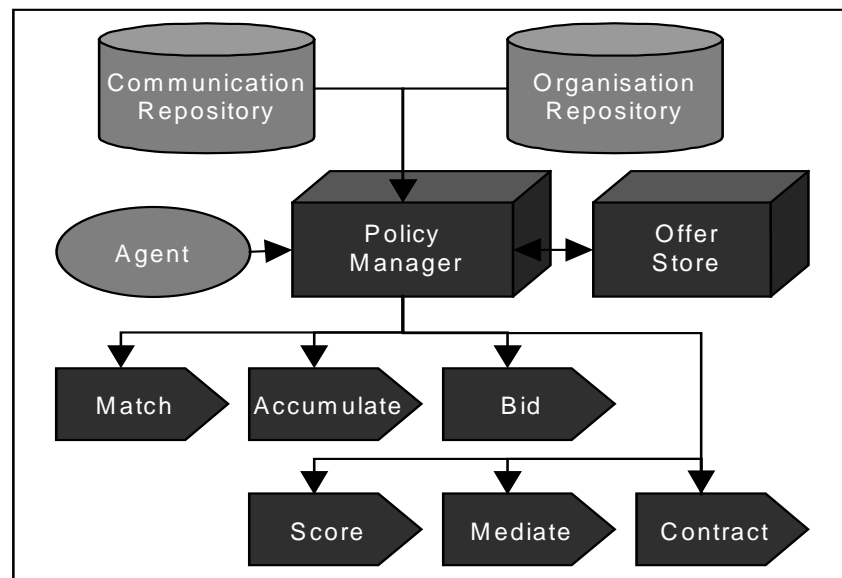 Communication
Repository
Organisation
Repository
Agent
Policy
Manager
Offer
Store
Match
Accumulate
Bid
Score
Mediate
Contract